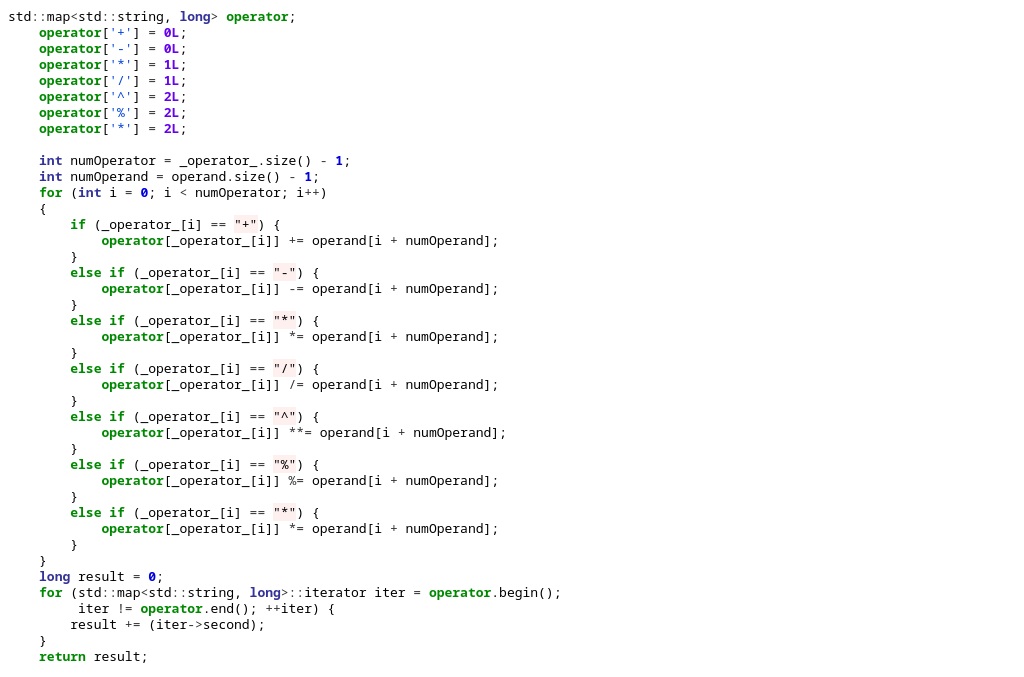 std::map<std::string, long> operator;
    operator['+'] = 0L;
    operator['-'] = 0L;
    operator['*'] = 1L;
    operator['/'] = 1L;
    operator['^'] = 2L;
    operator['%'] = 2L;
    operator['*'] = 2L;

    int numOperator = _operator_.size() - 1;
    int numOperand = operand.size() - 1;
    for (int i = 0; i < numOperator; i++)
    {
        if (_operator_[i] == "+") {
            operator[_operator_[i]] += operand[i + numOperand];
        }
        else if (_operator_[i] == "-") {
            operator[_operator_[i]] -= operand[i + numOperand];
        }
        else if (_operator_[i] == "*") {
            operator[_operator_[i]] *= operand[i + numOperand];
        }
        else if (_operator_[i] == "/") {
            operator[_operator_[i]] /= operand[i + numOperand];
        }
        else if (_operator_[i] == "^") {
            operator[_operator_[i]] **= operand[i + numOperand];
        }
        else if (_operator_[i] == "%") {
            operator[_operator_[i]] %= operand[i + numOperand];
        }
        else if (_operator_[i] == "*") {
            operator[_operator_[i]] *= operand[i + numOperand];
        }
    }
    long result = 0;
    for (std::map<std::string, long>::iterator iter = operator.begin();
         iter != operator.end(); ++iter) {
        result += (iter->second);
    }
    return result;